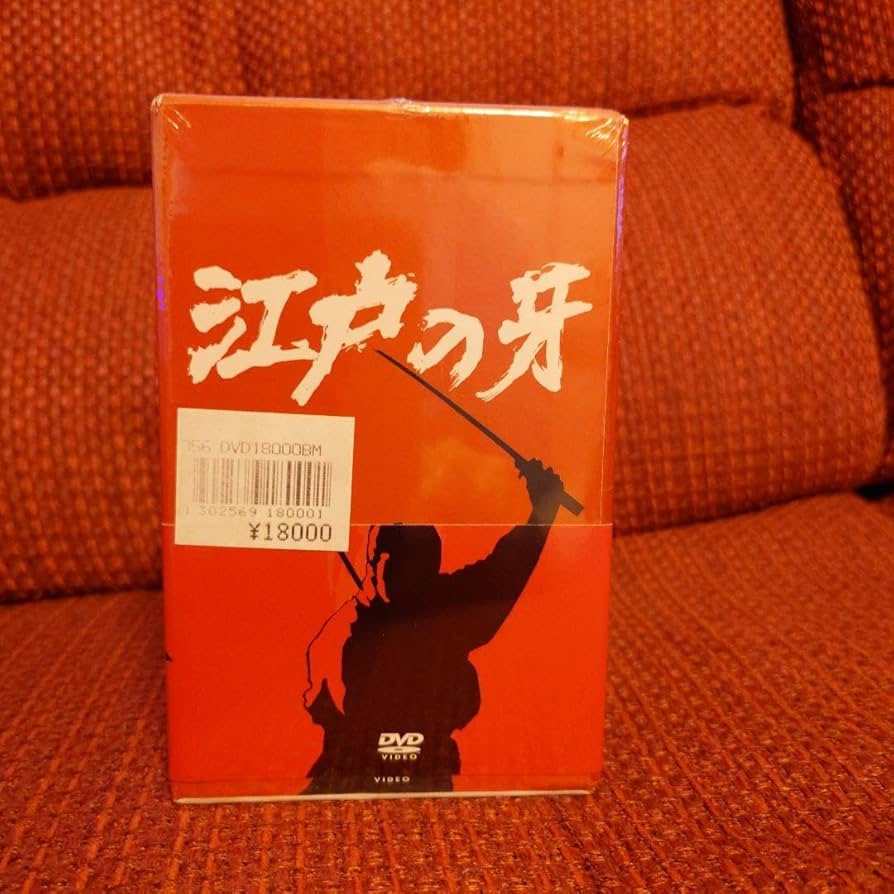 江戸の牙
356 DVD18000BM
302569 180001
¥18000
DVD
VIDEO
VIDEO